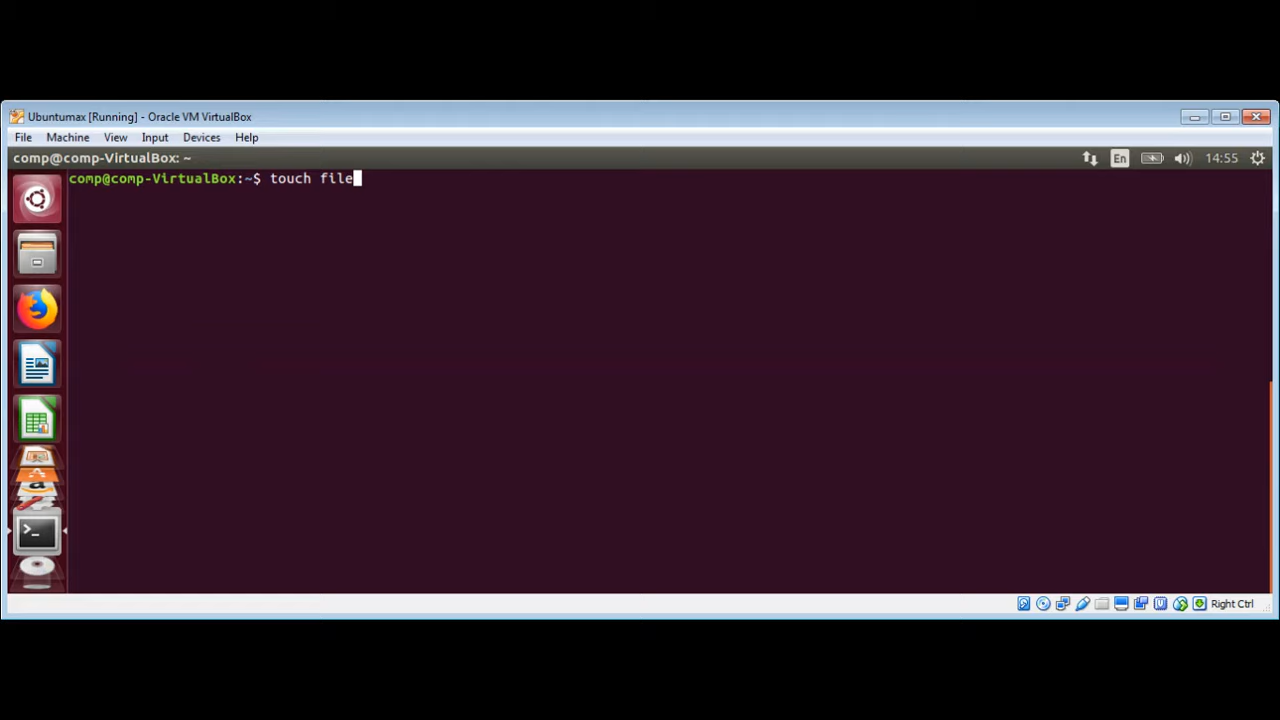 Ubuntumax [Running] - Oracle VM VirtualBox
File Machine View Input Devices Help
comp@comp-VirtualBox: ~ En 14:55
comp@comp-VirtualBox:~$ touch file
Right Ctrl